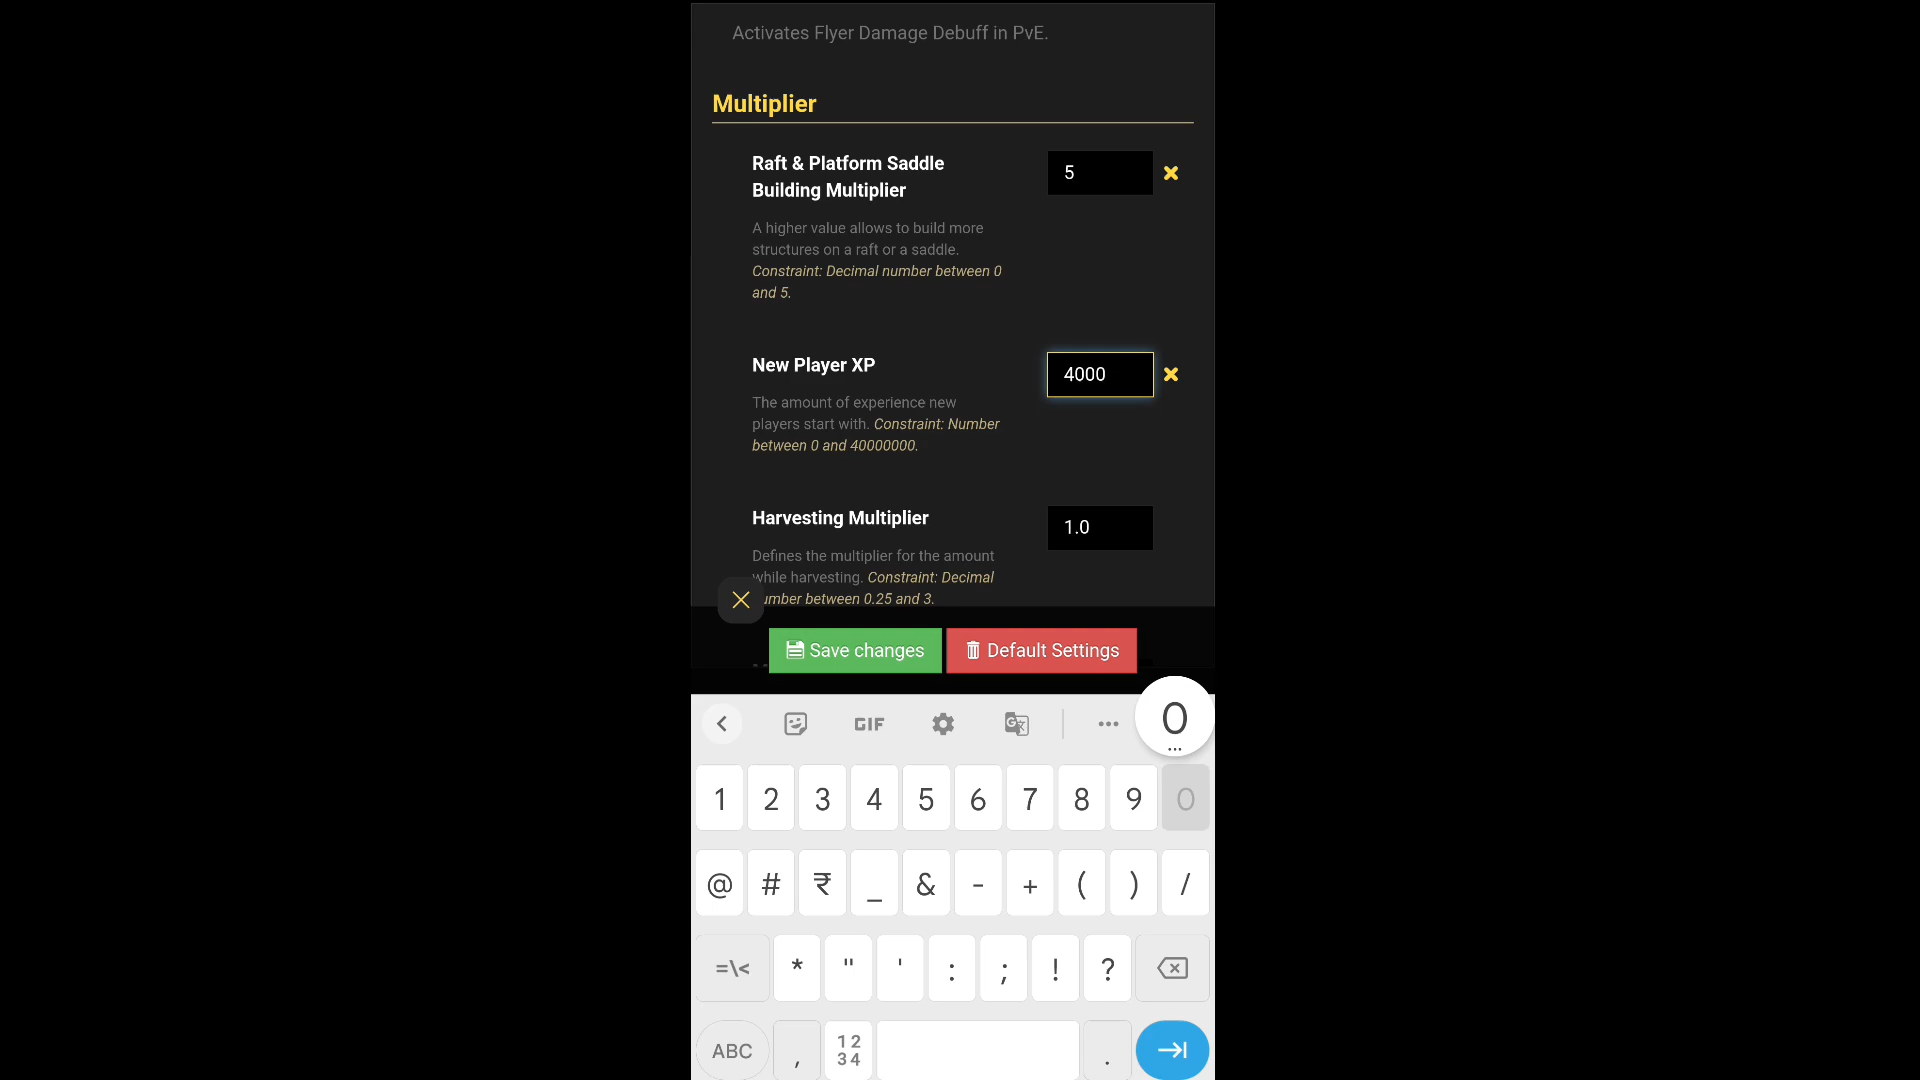 Activates Flyer Damage Debuff in PvE.
Multiplier
Raft & Platform Saddle
Building Multiplier
5
A higher value allows to build more
structures on a raft or a saddle.
Constraint: Decimal number between 0
and 5.
New Player XP
4000
The amount of experience new
players start with. Constraint: Number
between 0 and 40000000.
Harvesting Multiplier
1.0
Defines the multiplier for the amount
while harvesting. Constraint: Decimal
umber between 0.25 and 3.
Save changes
Default Settings
GIF
0
1 2 3 4 5 6 7 8 9 0
@ # ₹ _ & - + ( ) /
=\< * " ' : ; ! ?
ABC , 12 34 .